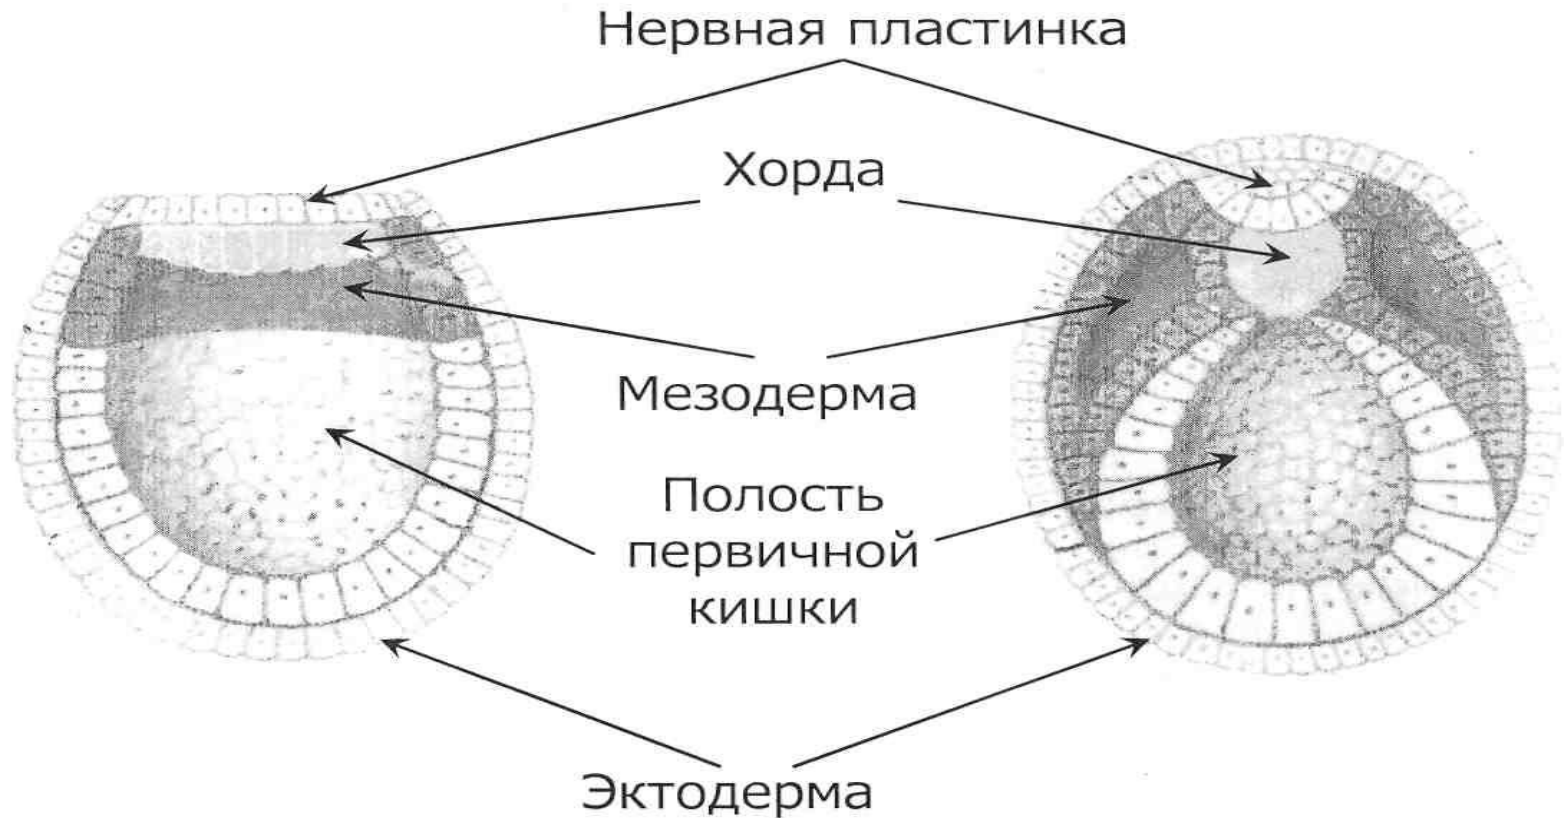 Нервная пластинка
Хорда
Мезодерма
Полость
первичной
кишки
Эктодерма